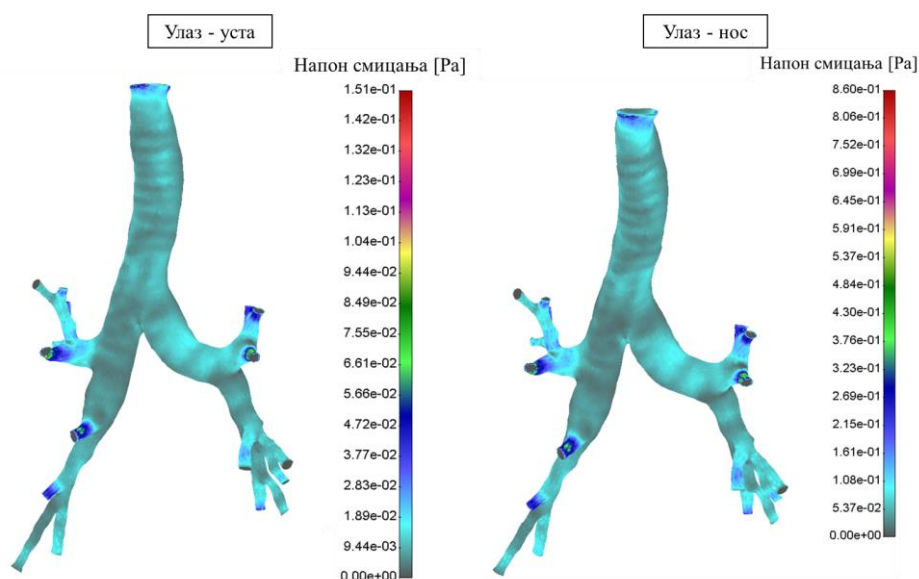 Улаз - уста
Улаз - нос
Напон смицања [Pa]
1.51e-01
1.42e-01
1.32e-01
1.23e-01
1.13e-01
1.04e-01
9.44e-02
8.49e-02
7.55e-02
6.61e-02
5.66e-02
4.72e-02
3.77e-02
2.83e-02
1.89e-02
9.44e-03
0.00e+00
Напон смицања [Pa]
8.60e-01
8.06e-01
7.52e-01
6.99e-01
6.45e-01
5.91e-01
5.37e-01
4.84e-01
4.30e-01
3.76e-01
3.23e-01
2.69e-01
2.15e-01
1.61e-01
1.08e-01
5.37e-02
0.00e+00